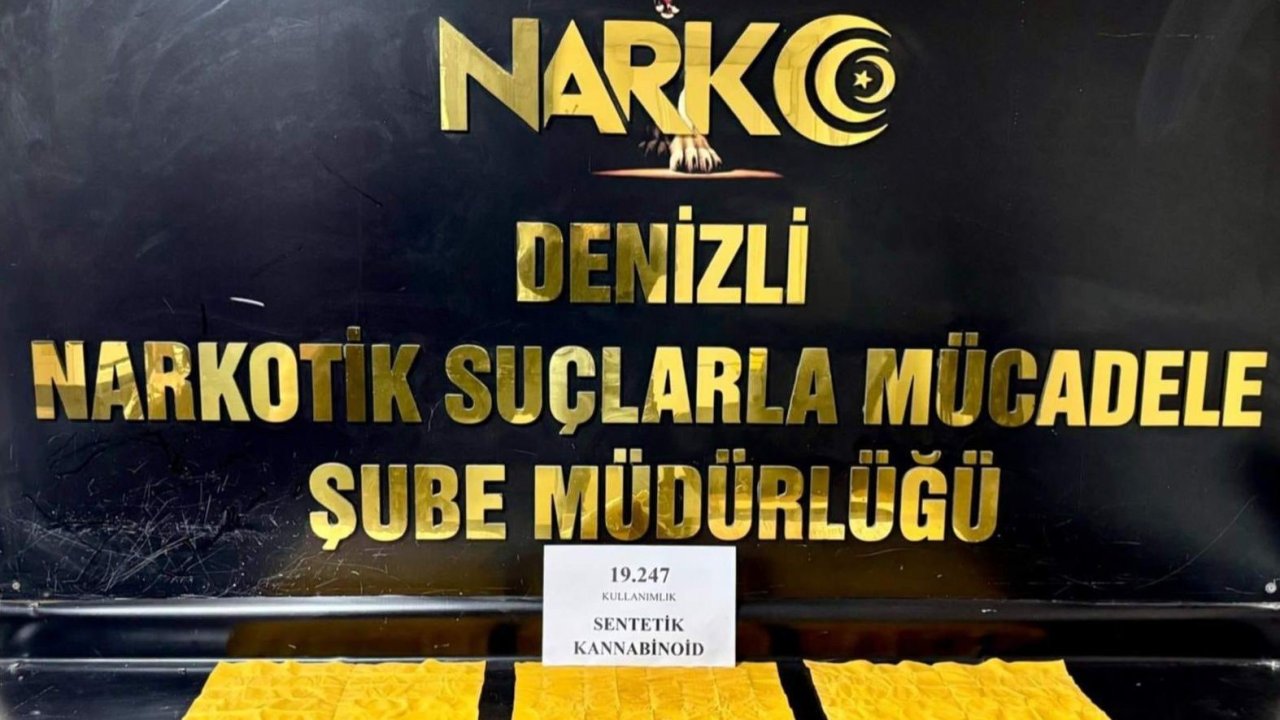 NARKO
DENİZLİ
NARKOTİK SUÇLARLA MÜCADELE
ŞUBE MÜDÜRLÜĞÜ
19.247
KULLANIMLIK
SENTETİK
KANNABİNOİD